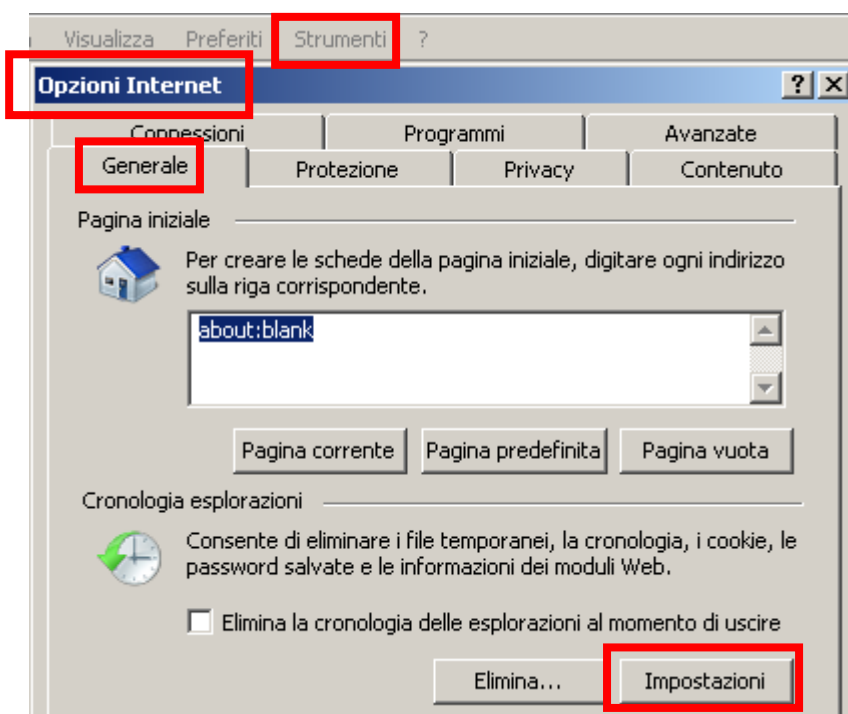 Visualizza Preferiti Strumenti ?
Opzioni Internet ? X
Connessioni Programmi Avanzate
Generale Protezione Privacy Contenuto
Pagina iniziale
Per creare le schede della pagina iniziale, digitare ogni indirizzo
sulla riga corrispondente.
about:blank
Pagina corrente Pagina predefinita Pagina vuota
Cronologia esplorazioni
Consente di eliminare i file temporanei, la cronologia, i cookie, le
password salvate e le informazioni dei moduli Web.
Elimina la cronologia delle esplorazioni al momento di uscire
Elimina... Impostazioni